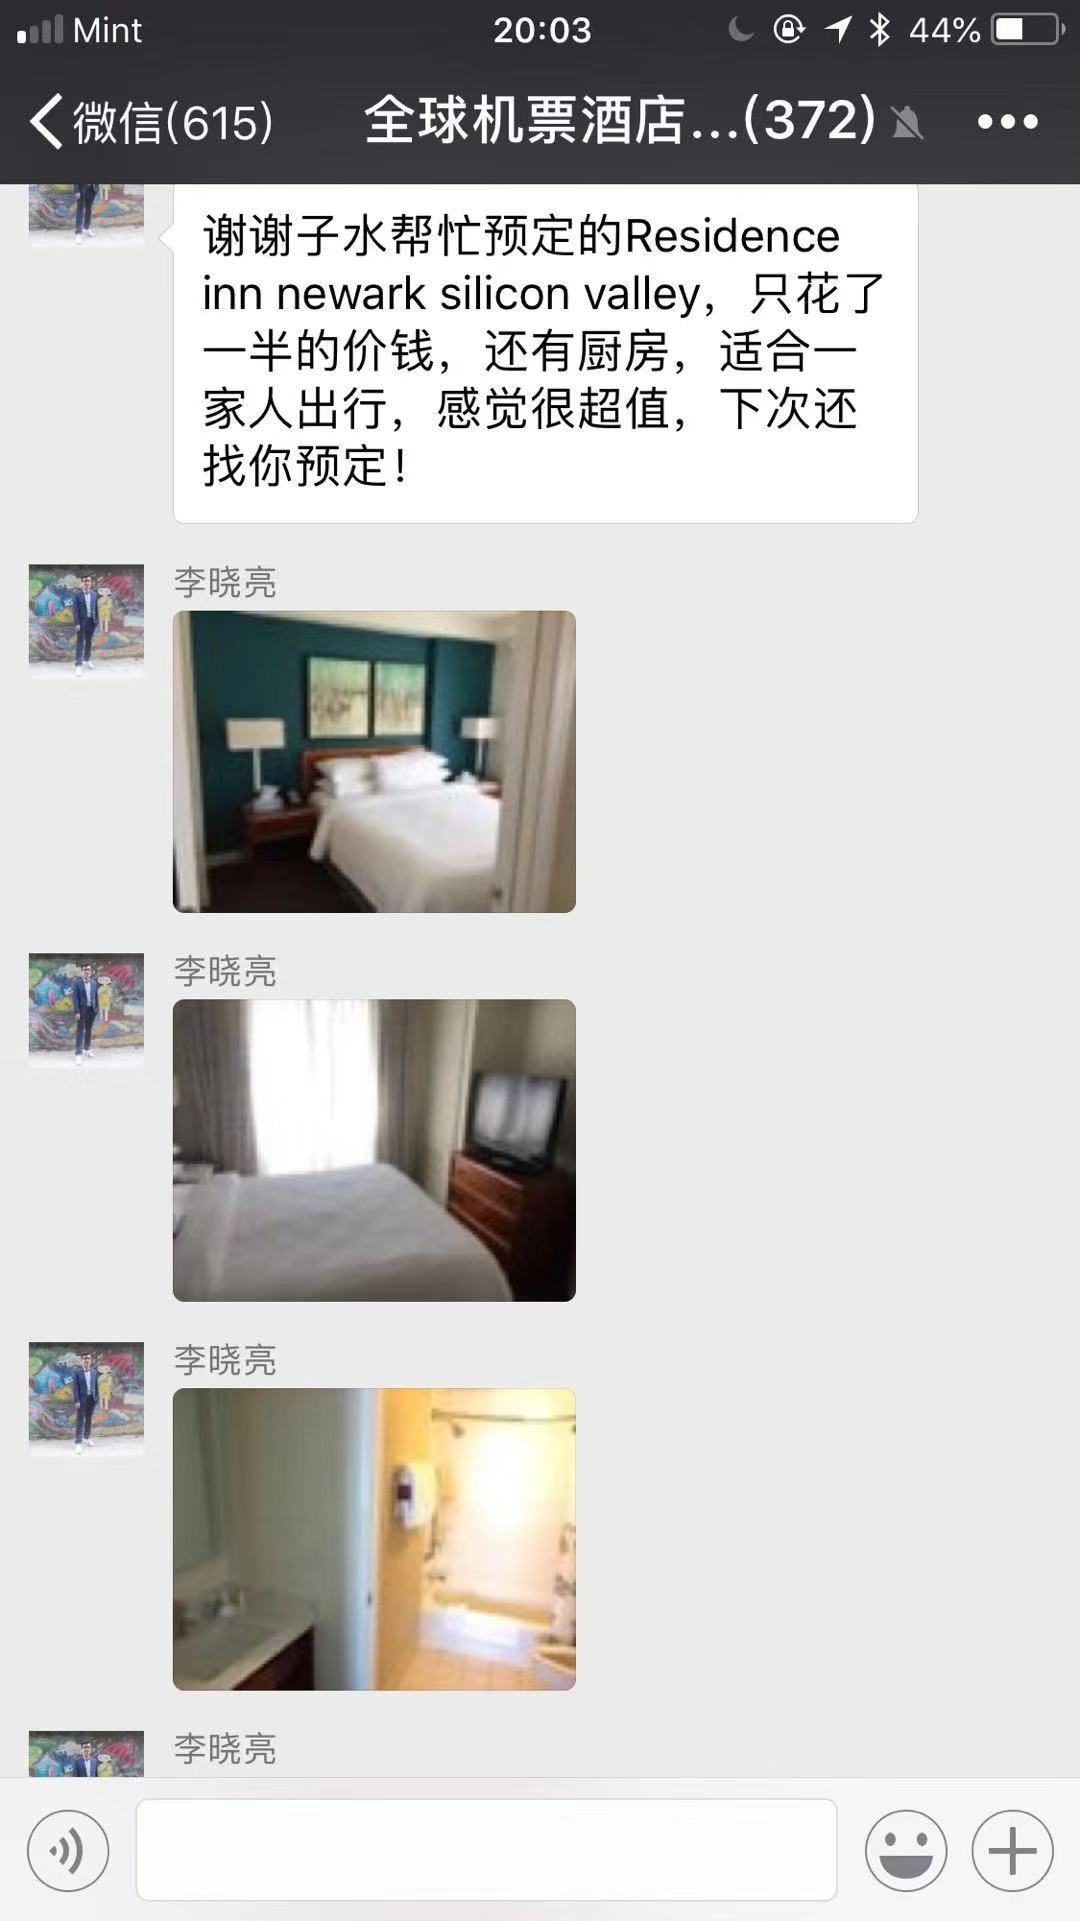 Mint 20:03 44%
微信(615) 全球机票酒店...(372)
谢谢子水帮忙预定的Residence
inn newark silicon valley，只花了
一半的价钱，还有厨房，适合一
家人出行，感觉很超值，下次还
找你预定！
李晓亮
李晓亮
李晓亮
李晓亮